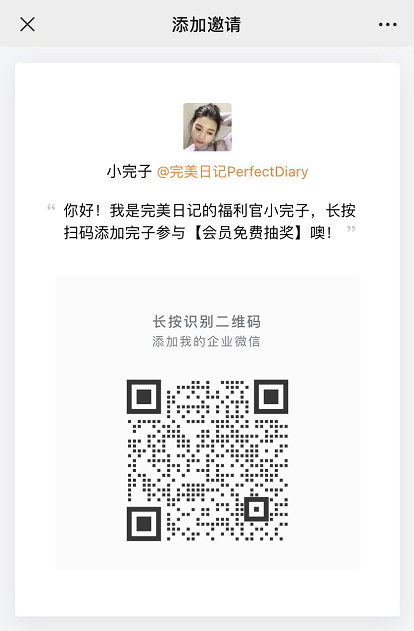 添加邀请
小完子 @完美日记PerfectDiary
“ 你好！我是完美日记的福利官小完子，长按
扫码添加完子参与【会员免费抽奖】噢！ ”
长按识别二维码
添加我的企业微信